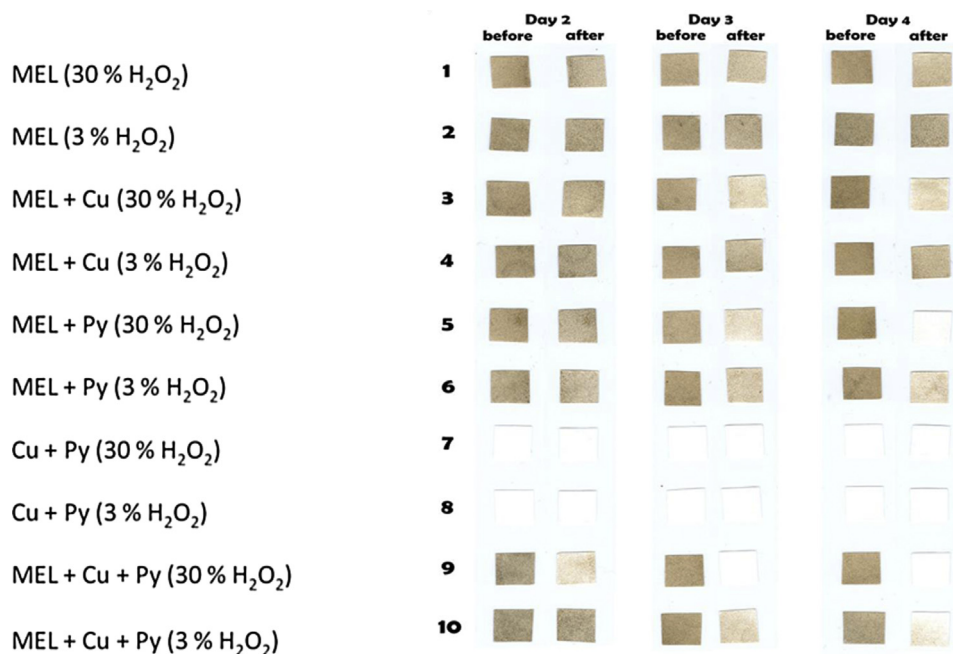 Day 2 Day 3 Day 4
before after before after before after
MEL (30 % H₂O₂) 1
MEL (3 % H₂O₂) 2
MEL + Cu (30 % H₂O₂) 3
MEL + Cu (3 % H₂O₂) 4
MEL + Py (30 % H₂O₂) 5
MEL + Py (3 % H₂O₂) 6
Cu + Py (30 % H₂O₂) 7
Cu + Py (3 % H₂O₂) 8
MEL + Cu + Py (30 % H₂O₂) 9
MEL + Cu + Py (3 % H₂O₂) 10